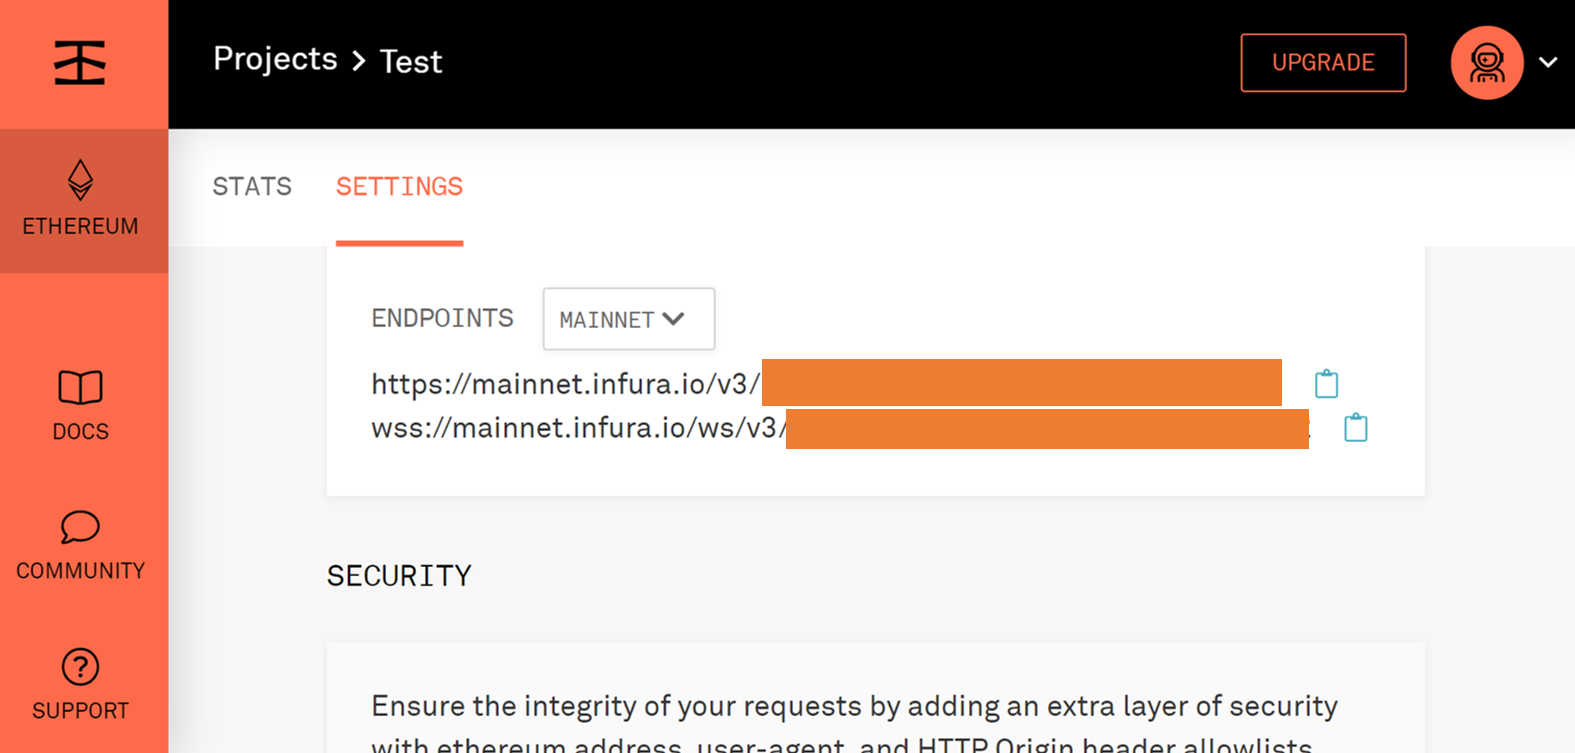 Projects > Test
UPGRADE
ETHEREUM
STATS
SETTINGS
ENDPOINTS
MAINNET
https://mainnet.infura.io/v3/
wss://mainnet.infura.io/ws/v3/
DOCS
COMMUNITY
SECURITY
SUPPORT
Ensure the integrity of your requests by adding an extra layer of security
with ethereum address, user-agent, and HTTP Origin header allowlists.